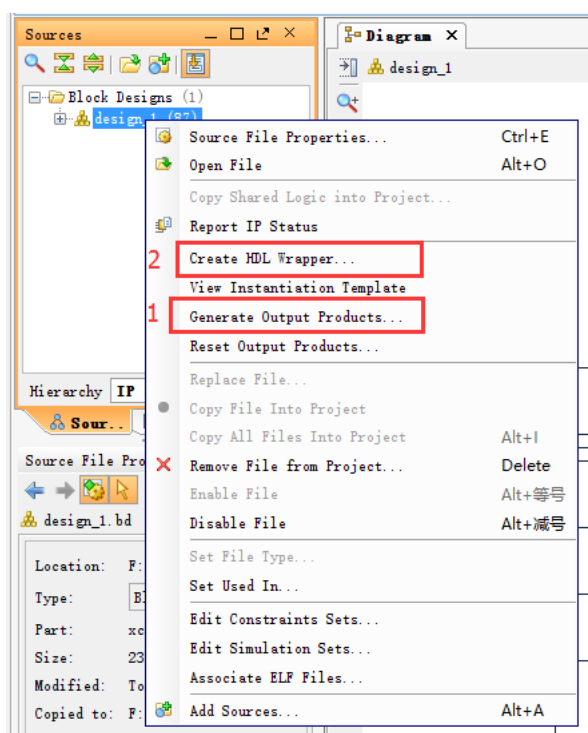 Sources
Diagram
design_1
Block Designs (1)
design_1 (87)
Source File Properties... Ctrl+E
Open File Alt+O
Copy Shared Logic into Project...
Report IP Status
2
Create HDL Wrapper...
View Instantiation Template
1
Generate Output Products...
Reset Output Products...
Replace File...
Hierarchy IP
Copy File Into Project
Sour..
Copy All Files Into Project Alt+I
Source File Pro
Remove File from Project... Delete
Enable File Alt+等号
design_1.bd
Disable File Alt+减号
Set File Type...
Location: F:
Set Used In...
Type: Bl
Edit Constraints Sets...
Part: xc
Edit Simulation Sets...
Size: 23
Associate ELF Files...
Modified: To
Add Sources... Alt+A
Copied to: F: